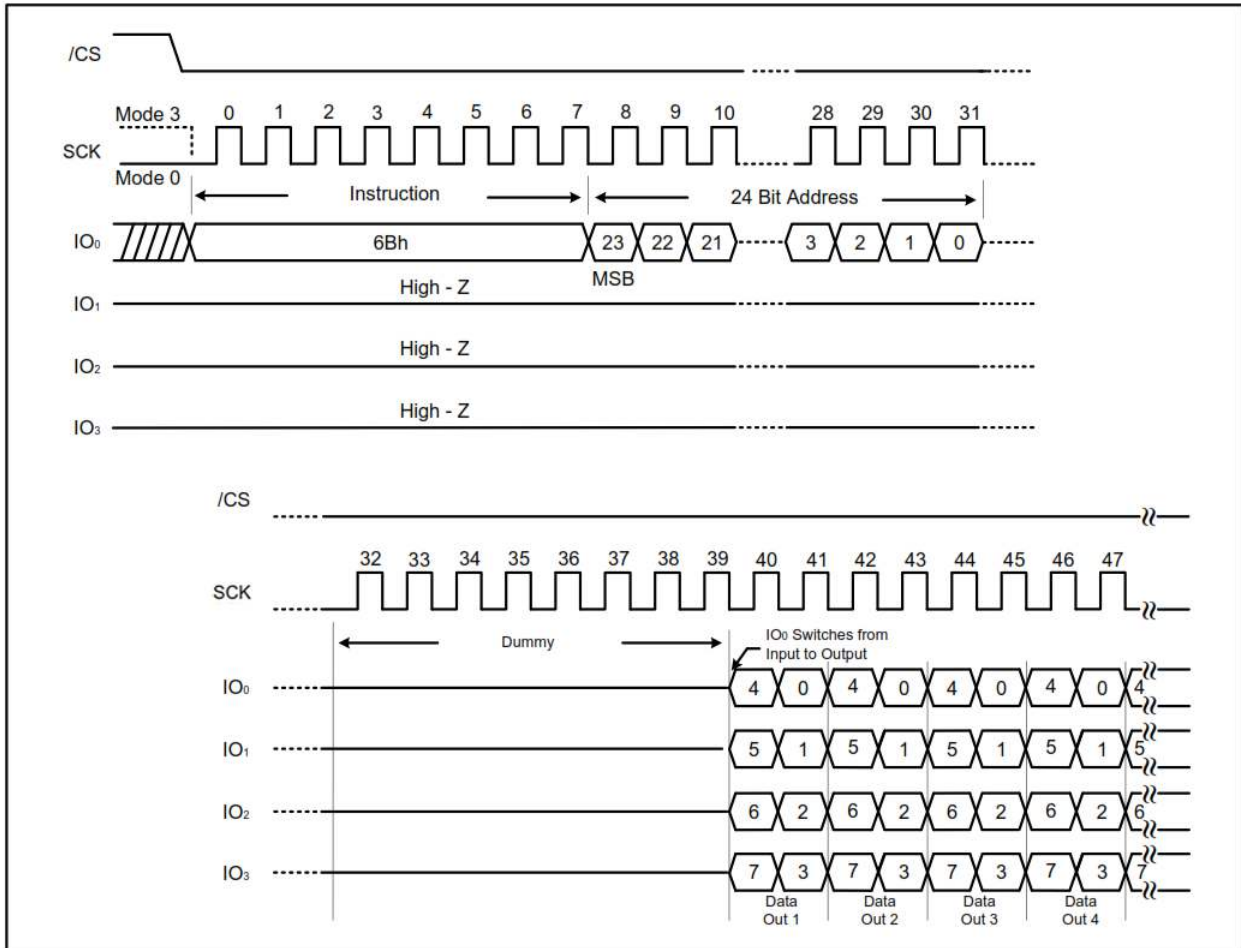 /CS
Mode 3 0 1 2 3 4 5 6 7 8 9 10 28 29 30 31
SCK
Mode 0
Instruction 24 Bit Address
IO₀ 6Bh 23 22 21 3 2 1 0
MSB
High - Z
IO₁
High - Z
IO₂
High - Z
IO₃
/CS
32 33 34 35 36 37 38 39 40 41 42 43 44 45 46 47
SCK
Dummy
IO₀ Switches from
Input to Output
IO₀ 4 0 4 0 4 0 4 0 4
IO₁ 5 1 5 1 5 1 5 1 5
IO₂ 6 2 6 2 6 2 6 2 6
IO₃ 7 3 7 3 7 3 7 3 7
Data Data Data Data
Out 1 Out 2 Out 3 Out 4